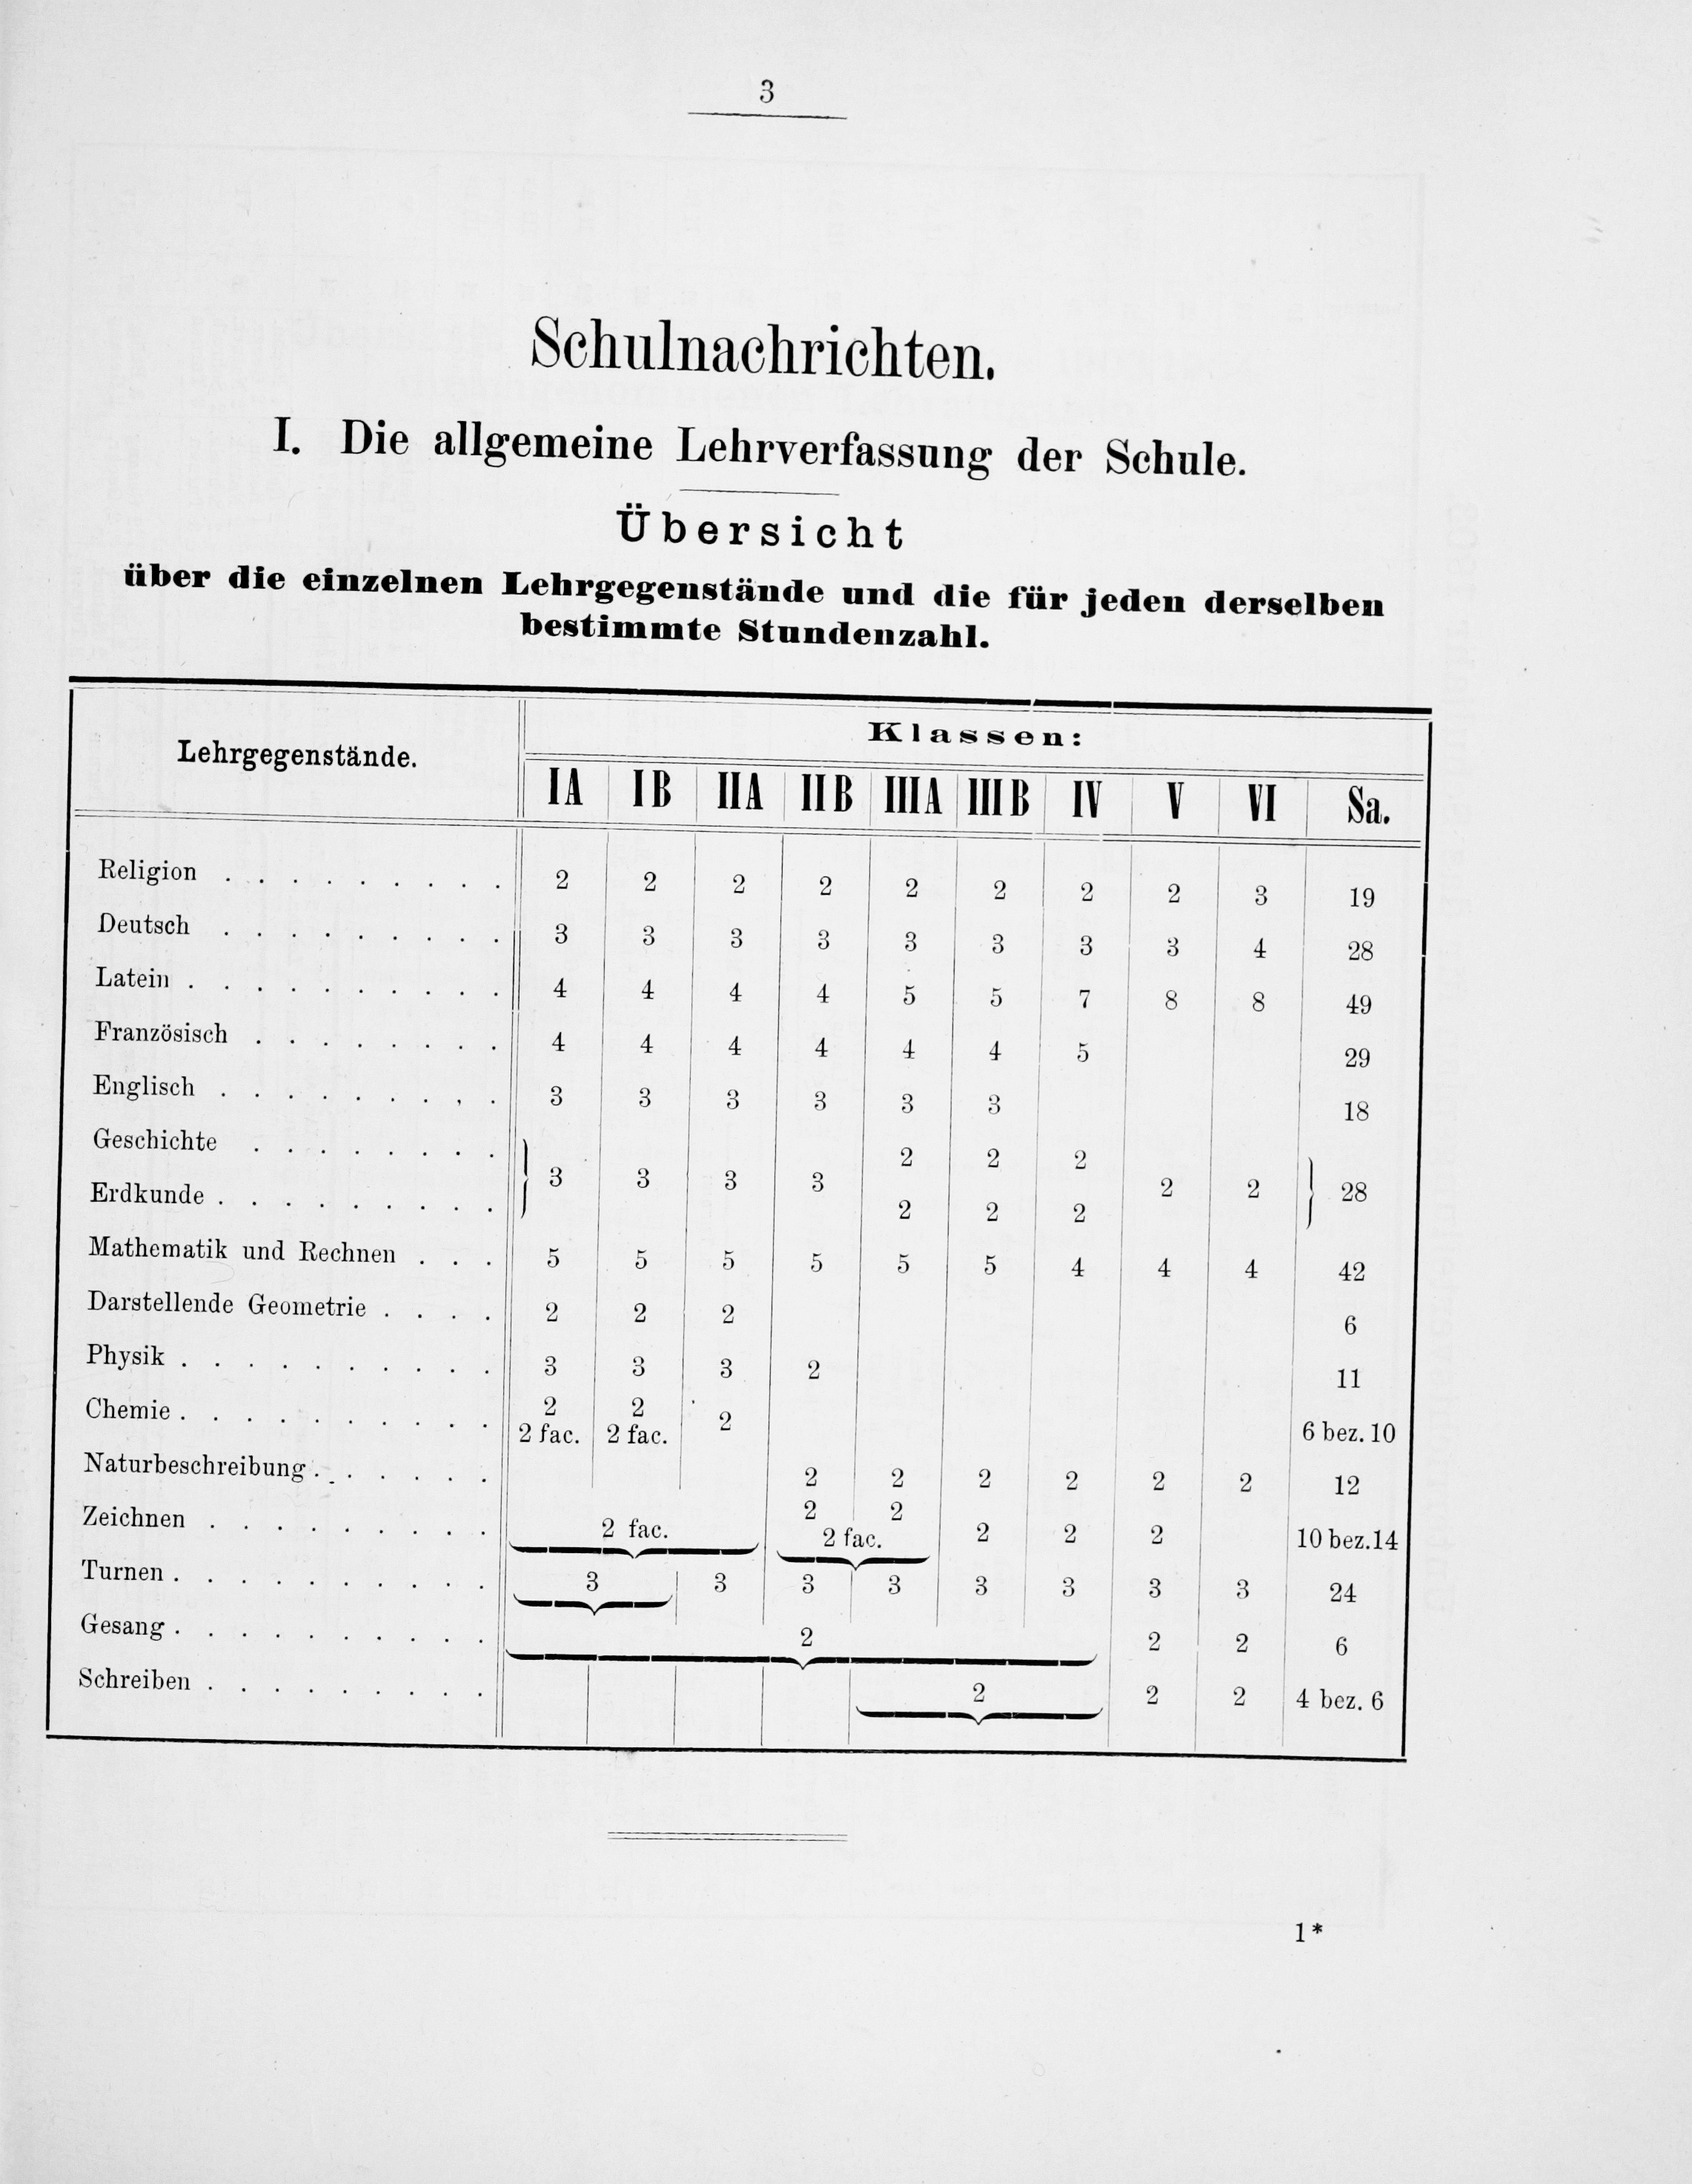 3
Schulnachrichten.
I. Die allgemeine Lehrverfassung der Schule.
Übersicht
über die einzelnen Lehrgegenstände und die für jeden derselben
bestimmte Stundenzahl.
Lehrgegenstände. Klassen:
IA IB IIA IIB IIIA IIIB IV V VI Sa.
Religion . . . . . . . . . 2 2 2 2 2 2 2 2 3 19
Deutsch . . . . . . . . . 3 3 3 3 3 3 3 3 4 28
Latein . . . . . . . . . . 4 4 4 4 5 5 7 8 8 49
Französisch . . . . . . . . 4 4 4 4 4 4 5 29
Englisch . . . . . . . , . 3 3 3 3 3 3 18
Geschichte . . . . . . . . 2 2 2
} 3 3 3 3 2 2 } 28
Erdkunde . . . . . . . . . 2 2 2
Mathematik und Rechnen . . . 5 5 5 5 5 5 4 4 4 42
Darstellende Geometrie . . . . 2 2 2 6
Physik . . . . . . . . . . 3 3 3 2 11
Chemie . . . . . . . . . . 2 2 2
2 fac. 2 fac. 6 bez. 10
Naturbeschreibung . . . . . . 2 2 2 2 2 2 12
2 2
Zeichnen . . . . . . . . . 2 fac. 2 fac. 2 2 2 10 bez. 14
Turnen . . . . . . . . . . 3 3 3 3 3 3 3 3 24
Gesang . . . . . . . . . . 2 2 2 6
Schreiben . . . . . . . . . 2 2 2 4 bez. 6
1*